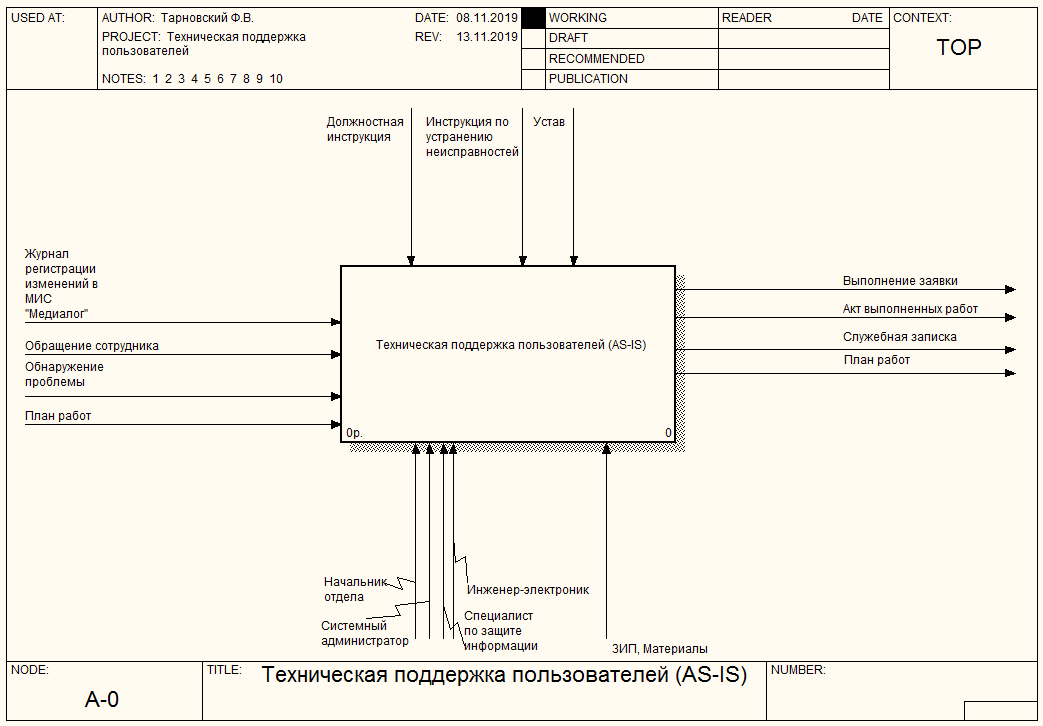 USED AT:
AUTHOR: Тарновский Ф.В.
DATE: 08.11.2019
WORKING
READER
DATE
CONTEXT:
PROJECT: Техническая поддержка
пользователей
REV: 13.11.2019
DRAFT
TOP
RECOMMENDED
NOTES: 1 2 3 4 5 6 7 8 9 10
PUBLICATION
Должностная
инструкция
Инструкция по
устранению
неисправностей
Устав
Журнал
регистрации
изменений в
МИС
"Медиалог"
Обращение сотрудника
Обнаружение
проблемы
План работ
Техническая поддержка пользователей (AS-IS)
0р.
0
Выполнение заявки
Акт выполненных работ
Служебная записка
План работ
Начальник
отдела
Системный
администратор
Инженер-электроник
Специалист
по защите
информации
ЗИП, Материалы
NODE:
A-0
TITLE:
Техническая поддержка пользователей (AS-IS)
NUMBER: